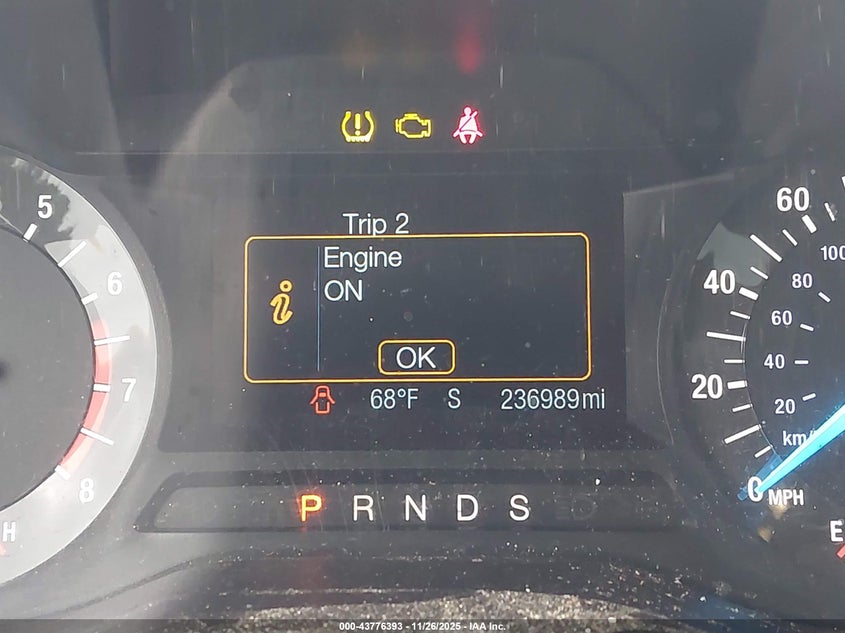 Trip 2
Engine
ON
OK
68°F S 236989mi
P R N D S
5
6
7
8
H
60
40
20
0 MPH
100
80
60
40
20
km/
E
000-43776393 - 11/26/2025 - IAA Inc.